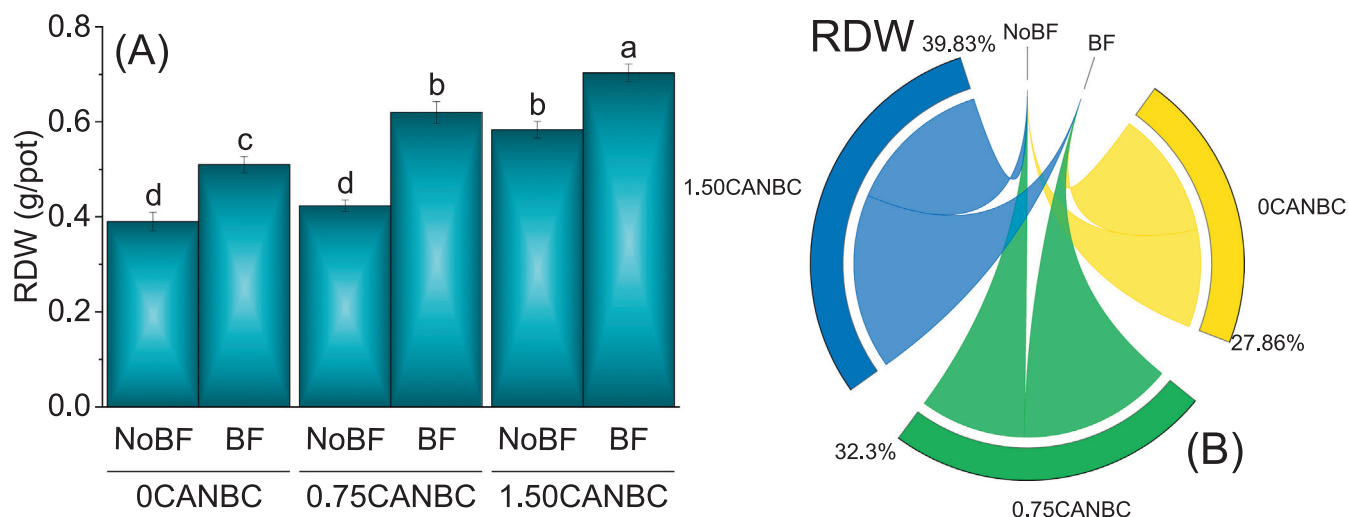 (A)
RDW (g/pot)
0.8
0.6
0.4
0.2
0.0
d
c
d
b
b
a
NoBF BF NoBF BF NoBF BF
0CANBC 0.75CANBC 1.50CANBC
RDW
39.83%
NoBF
BF
1.50CANBC
0CANBC
27.86%
32.3%
(B)
0.75CANBC